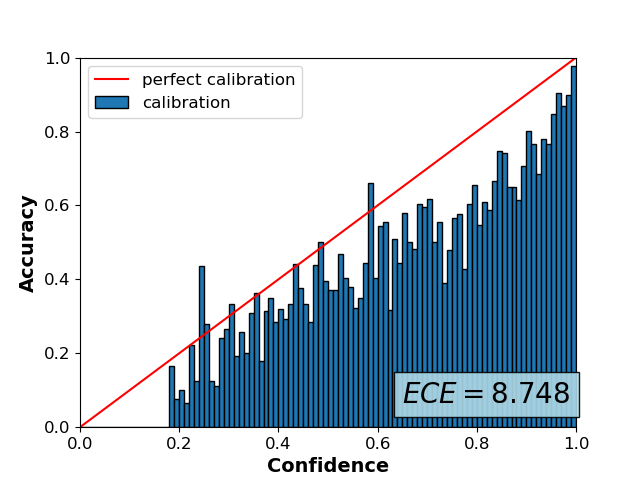 perfect calibration
calibration
1.0
0.8
0.6
0.4
0.2
0.0
Accuracy
ECE = 8.748
0.0 0.2 0.4 0.6 0.8 1.0
Confidence